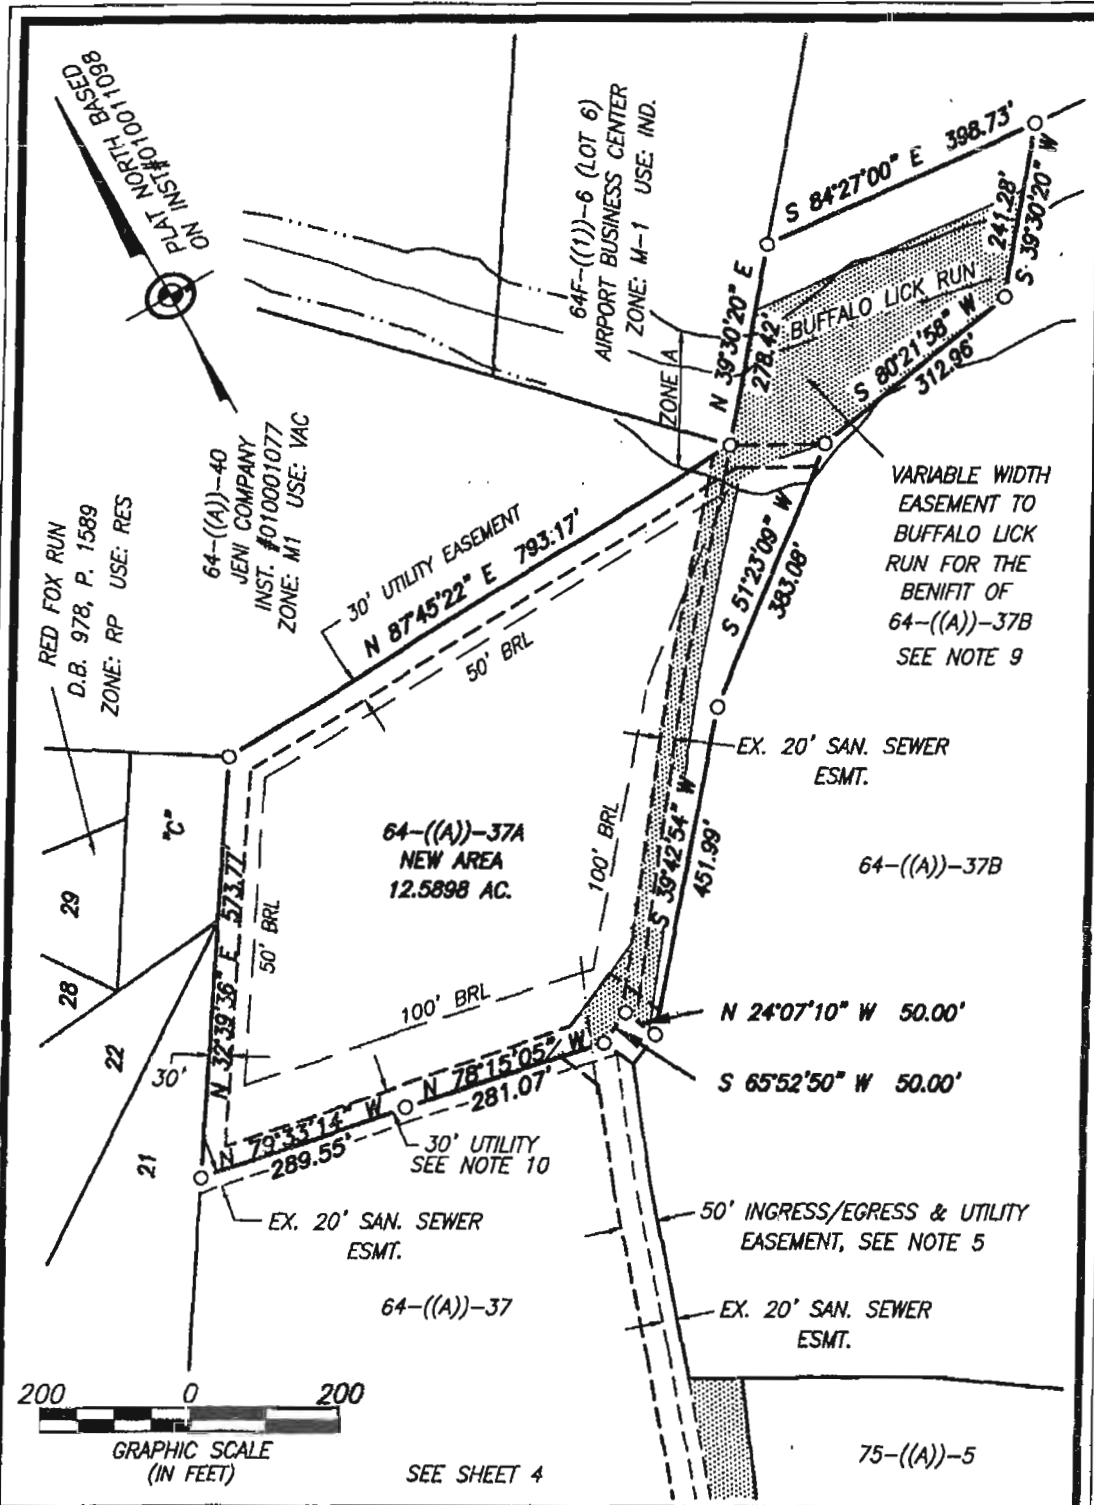 PLAT NORTH BASED
ON INST#010011098
64F-((1))-6 (LOT 6)
AIRPORT BUSINESS CENTER
ZONE: M-1 USE: IND.
S 84°27'00" E 398.73'
241.28'
S 39°30'20" W
BUFFALO LICK RUN
N 39°30'20" E
278.42'
S 80°21'58" W
312.96'
ZONE A
64-((A))-40
JENI COMPANY
INST. #010001077
ZONE: M1 USE: VAC
RED FOX RUN
D.B. 978, P. 1589
ZONE: RP USE: RES
30' UTILITY EASEMENT
N 87°45'22" E 793.17'
50' BRL
S 51°23'09" W
383.08'
VARIABLE WIDTH
EASEMENT TO
BUFFALO LICK
RUN FOR THE
BENIFIT OF
64-((A))-37B
SEE NOTE 9
EX. 20' SAN. SEWER
ESMT.
"C"
64-((A))-37A
NEW AREA
12.5898 AC.
100' BRL
S 39°42'54" W
451.99'
64-((A))-37B
29
28
22
21
N 32°39'36" E 573.77'
50' BRL
30'
100' BRL
N 24°07'10" W 50.00'
S 65°52'50" W 50.00'
N 78°15'05" W
281.07'
N 79°33'14" W
289.55'
30' UTILITY
SEE NOTE 10
EX. 20' SAN. SEWER
ESMT.
50' INGRESS/EGRESS & UTILITY
EASEMENT, SEE NOTE 5
64-((A))-37
EX. 20' SAN. SEWER
ESMT.
200 0 200
GRAPHIC SCALE
(IN FEET)
SEE SHEET 4
75-((A))-5